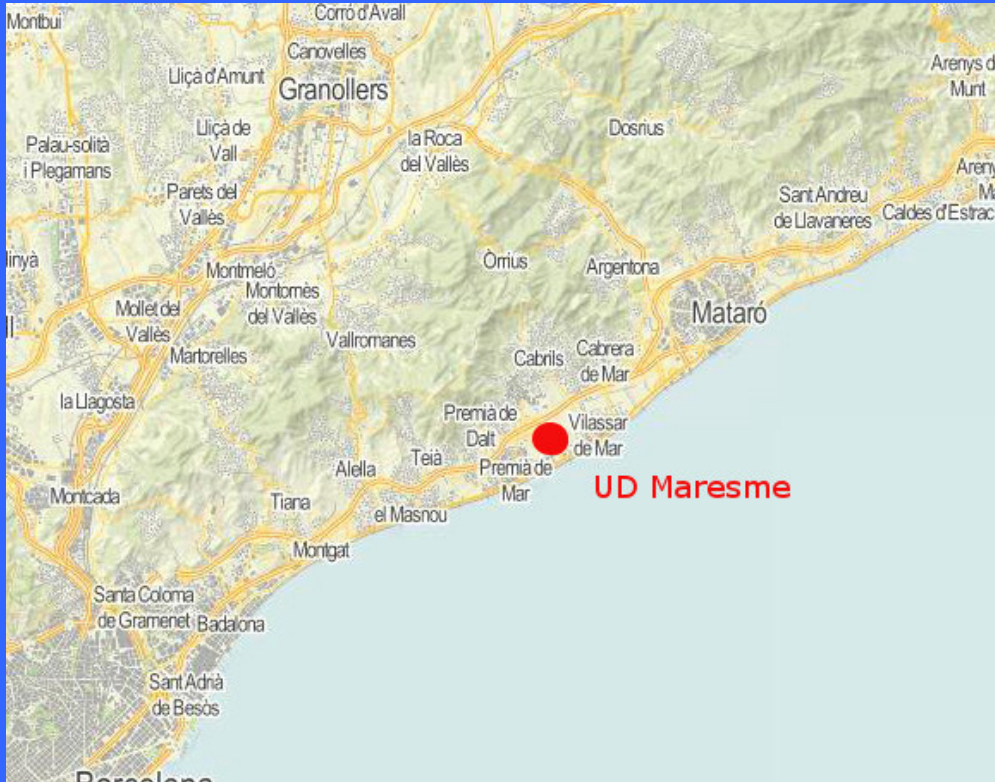 Corró d'Avall
Montbui
Canovelles
Lliçà d'Amunt
Granollers
Arenys d
Munt
Lliçà de
Vall
Dosrius
la Roca
del Vallès
Palau-solità
i Plegamans
Parets del
Vallès
Sant Andreu
de Llavaneres
Caldes d'Estrac
Òrrius
Argentona
Montmeló
Montornès
del Vallès
Mollet del
Vallès
Mataró
Vallromanes
Martorelles
Cabrils
Cabrera
de Mar
la Llagosta
Premià de
Dalt
Vilassar
de Mar
Teià
Alella
Premià de
Mar
UD Maresme
Montcada
Tiana
el Masnou
Montgat
Santa Coloma
de Gramenet
Badalona
Sant Adrià
de Besòs